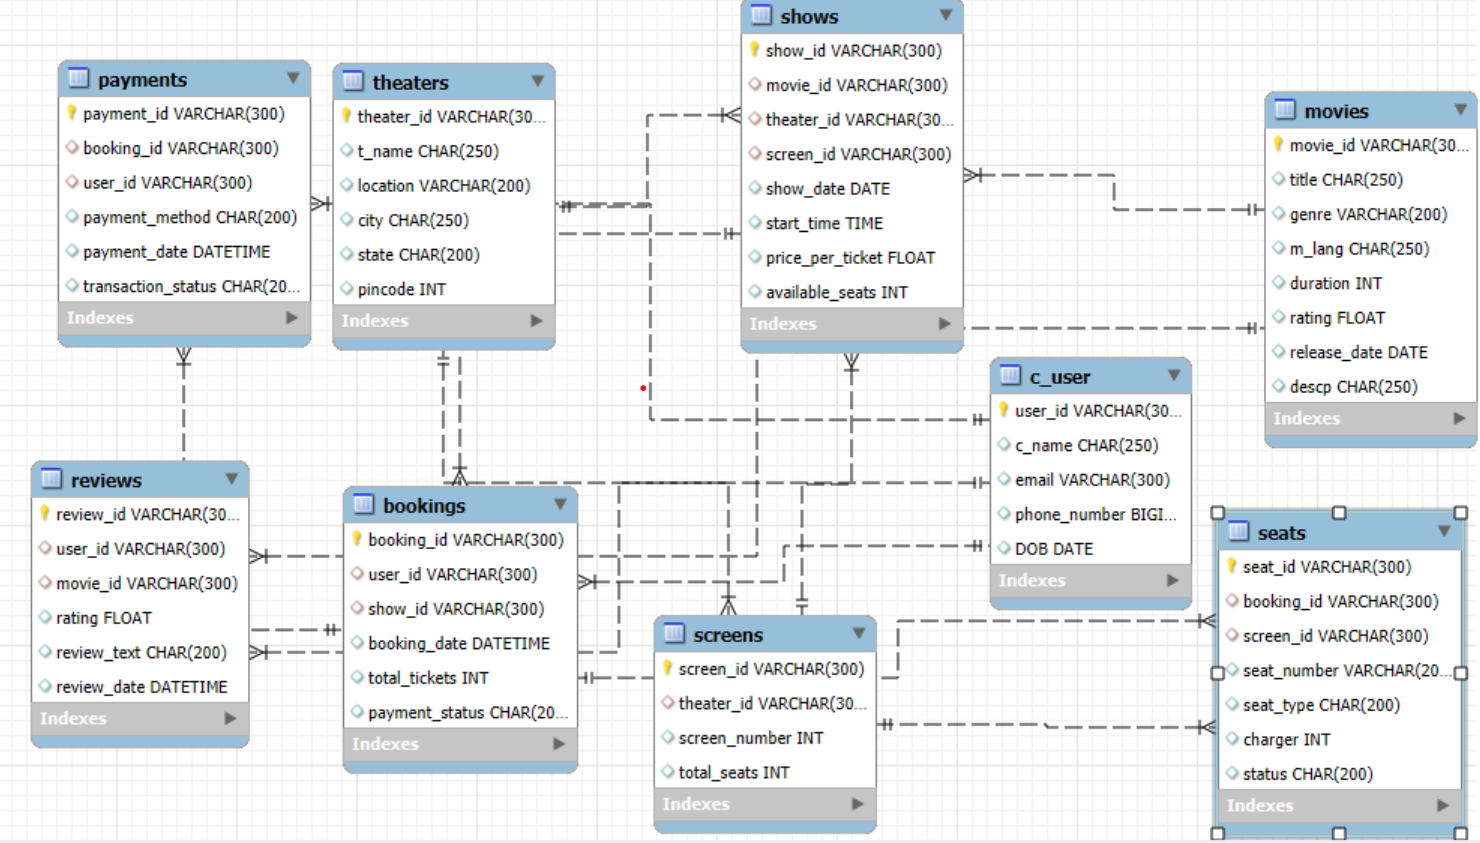 payments
payment_id VARCHAR(300)
booking_id VARCHAR(300)
user_id VARCHAR(300)
payment_method CHAR(200)
payment_date DATETIME
transaction_status CHAR(20...
Indexes
theaters
theater_id VARCHAR(30...
t_name CHAR(250)
location VARCHAR(200)
city CHAR(250)
state CHAR(200)
pincode INT
Indexes
shows
show_id VARCHAR(300)
movie_id VARCHAR(300)
theater_id VARCHAR(30...
screen_id VARCHAR(300)
show_date DATE
start_time TIME
price_per_ticket FLOAT
available_seats INT
Indexes
movies
movie_id VARCHAR(30...
title CHAR(250)
genre VARCHAR(200)
m_lang CHAR(250)
duration INT
rating FLOAT
release_date DATE
descp CHAR(250)
Indexes
c_user
user_id VARCHAR(30...
c_name CHAR(250)
email VARCHAR(300)
phone_number BIGI...
DOB DATE
Indexes
reviews
review_id VARCHAR(30...
user_id VARCHAR(300)
movie_id VARCHAR(300)
rating FLOAT
review_text CHAR(200)
review_date DATETIME
Indexes
bookings
booking_id VARCHAR(300)
user_id VARCHAR(300)
show_id VARCHAR(300)
booking_date DATETIME
total_tickets INT
payment_status CHAR(20...
Indexes
screens
screen_id VARCHAR(300)
theater_id VARCHAR(30...
screen_number INT
total_seats INT
Indexes
seats
seat_id VARCHAR(300)
booking_id VARCHAR(300)
screen_id VARCHAR(300)
seat_number VARCHAR(20...
seat_type CHAR(200)
charger INT
status CHAR(200)
Indexes